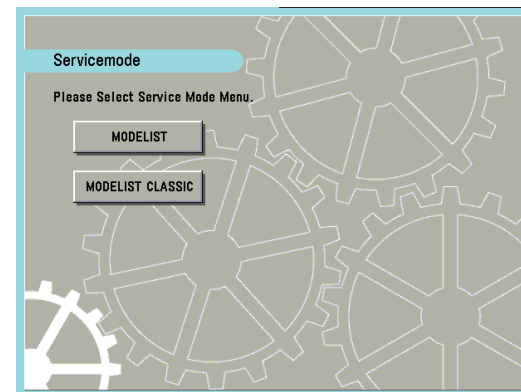 Servicemode
Please Select Service Mode Menu.
MODELIST
MODELIST CLASSIC